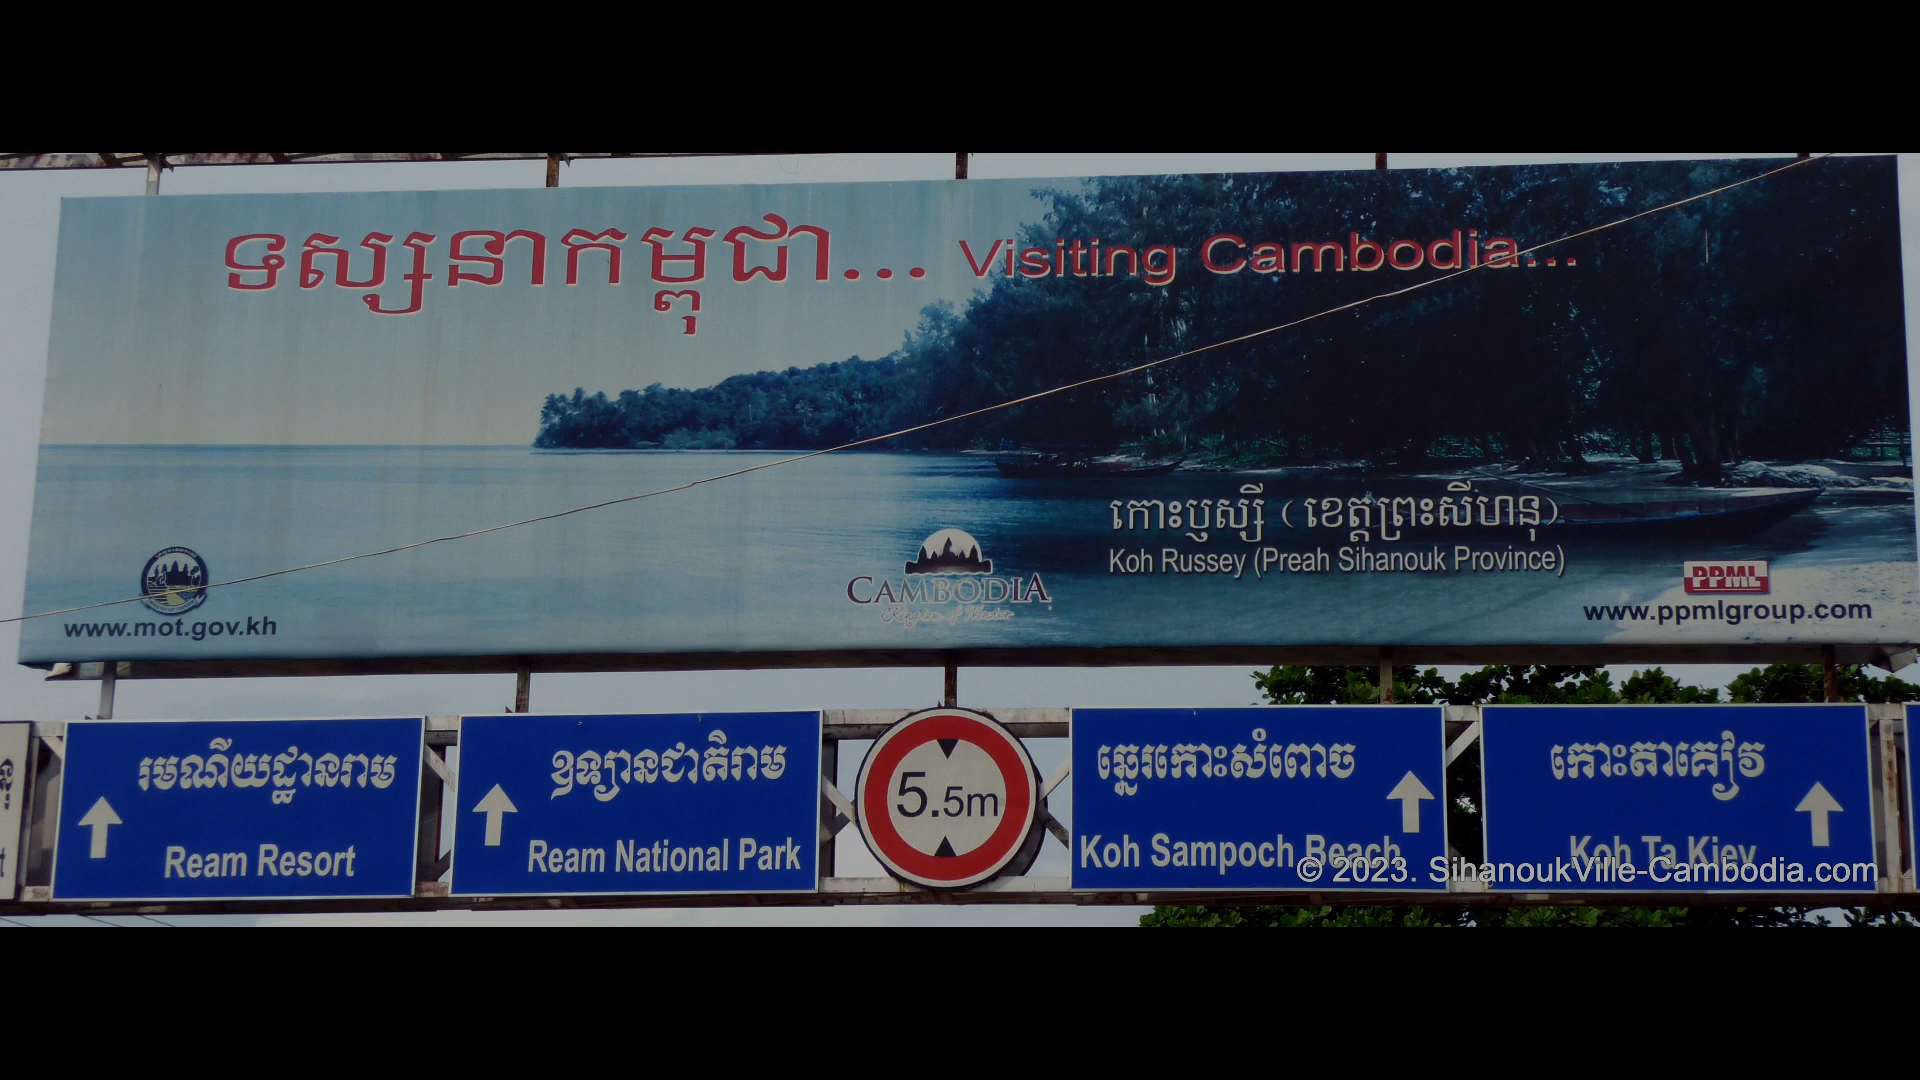 ទស្សនាកម្ពុជា... Visiting Cambodia...
កោះឫស្សី (ខេត្តព្រះសីហនុ)
Koh Russey (Preah Sihanouk Province)
CAMBODIA
Kingdom of Wonder
PPML
www.mot.gov.kh
www.ppmlgroup.com
រមណីយដ្ឋានរាម
Ream Resort
ឧទ្យានជាតិរាម
Ream National Park
5.5m
ឆ្នេរកោះសំពោច
Koh Sampoch Beach
កោះតាគៀវ
Koh Ta Kiev
© 2023. SihanoukVille-Cambodia.com